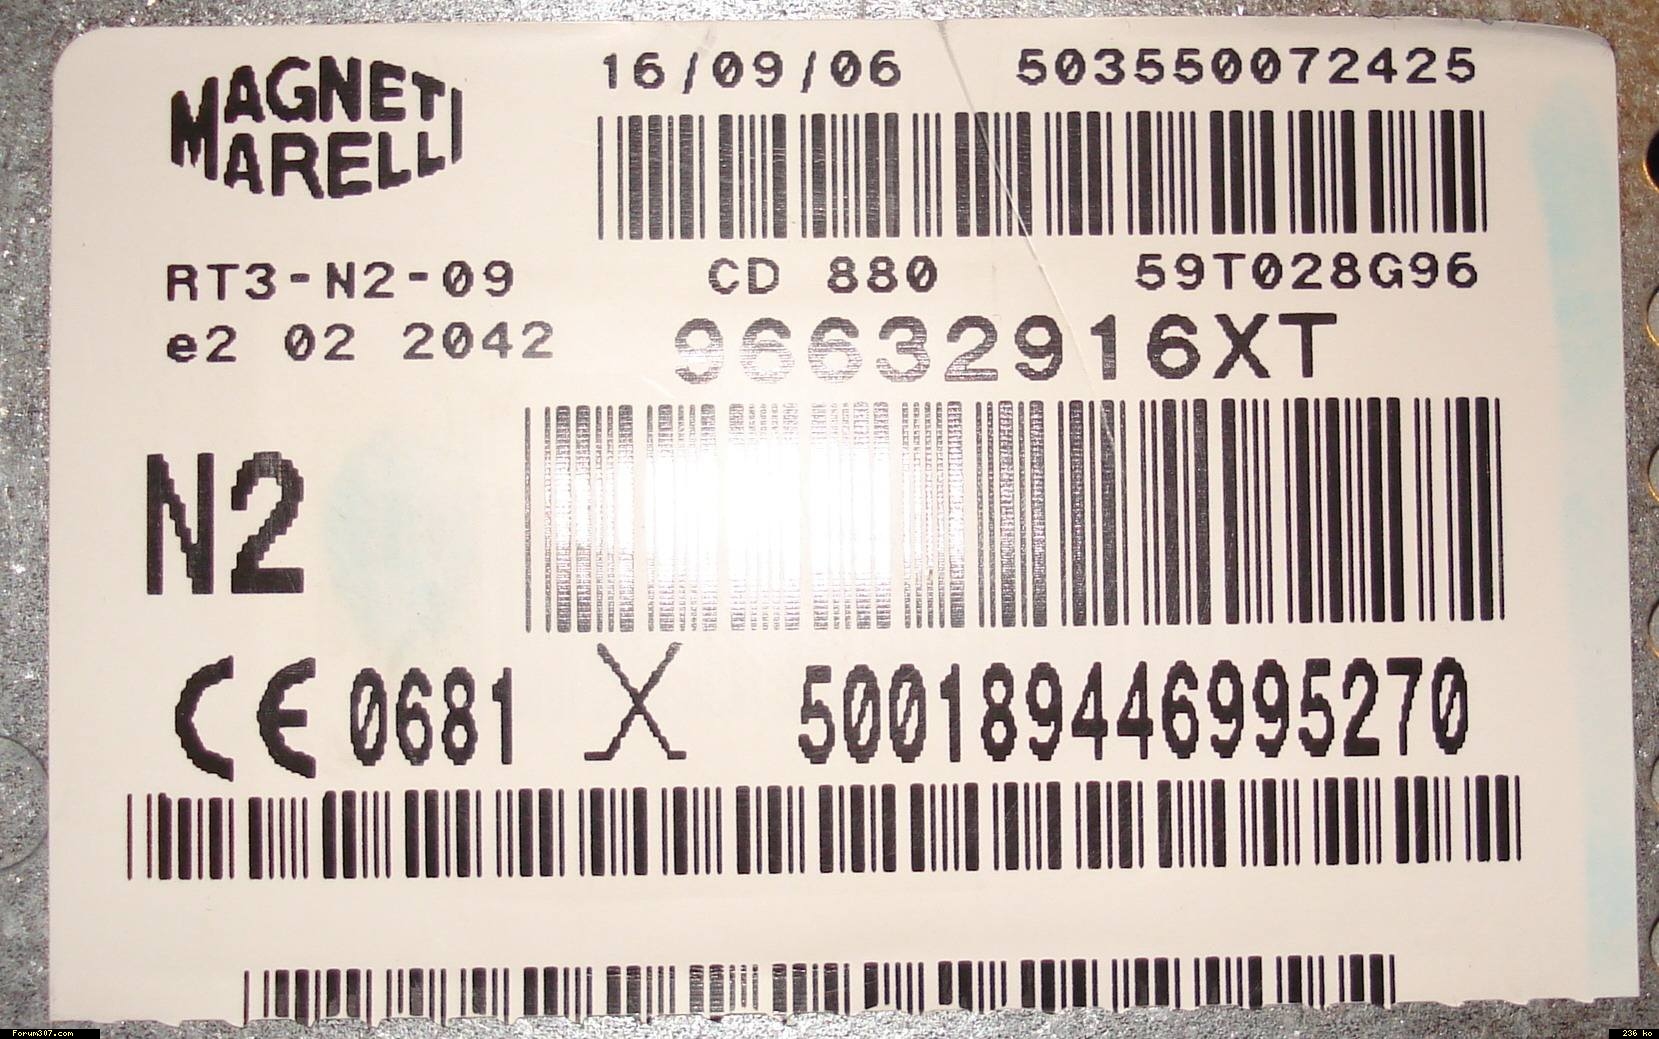 MAGNETI
MARELLI
16/09/06 503550072425
RT3-N2-09 CD 880 59T028G96
e2 02 2042 96632916XT
N2
CE 0681 X 500189446995270
Forum307.com 236 ko